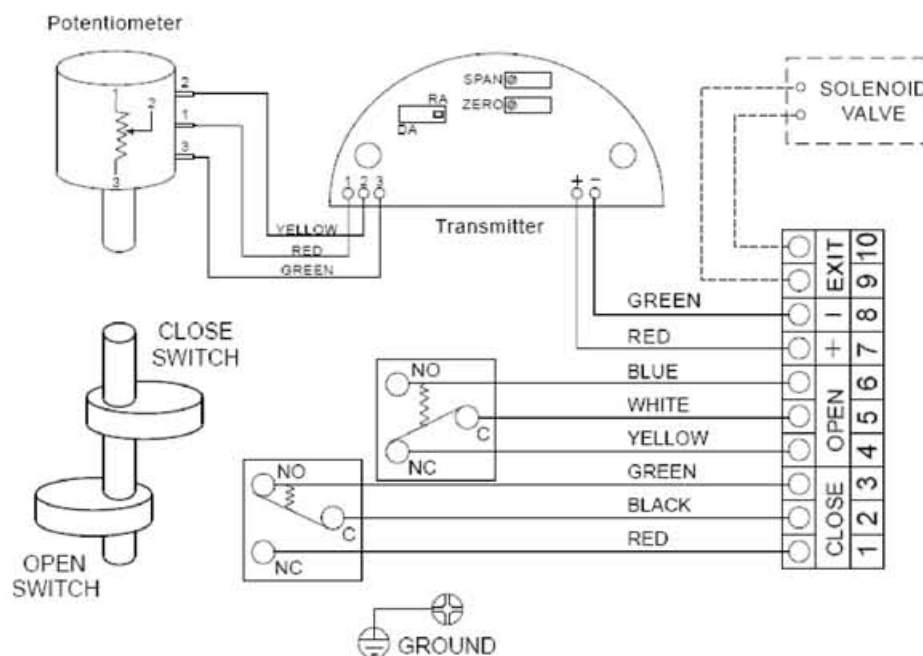 Potentiometer
2
1
3
1
2
3
SPAN
ZERO
RA
DA
1 2 3
+ −
Transmitter
YELLOW
RED
GREEN
SOLENOID
VALVE
EXIT
10
9
GREEN
− 8
RED
+ 7
CLOSE
SWITCH
OPEN
SWITCH
NO
C
NC
BLUE
WHITE
YELLOW
OPEN
6
5
4
NO
C
NC
GREEN
BLACK
RED
CLOSE
3
2
1
GROUND